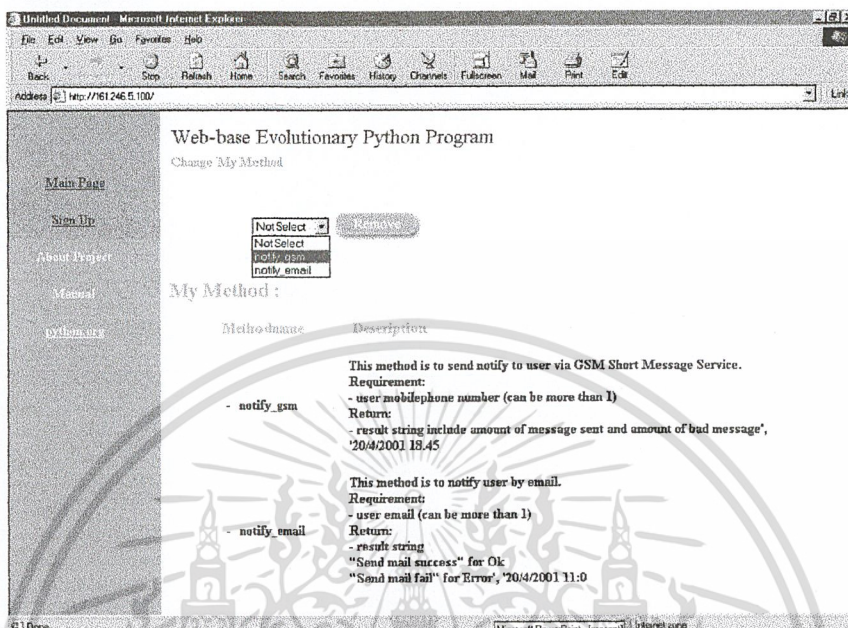 Untitled Document - Microsoft Internet Explorer
File Edit View Go Favorites Help
Back Stop Refresh Home Search Favorites History Channels Fullscreen Mail Print Edit
Address http://161.246.5.100/ Link
Web-base Evolutionary Python Program
Change My Method
Main Page
Sign Up
About Project
Manual
python.org
Not Select Remove
Not Select
notify_gsm
notify_email
My Method :
Methodname Description
This method is to send notify to user via GSM Short Message Service.
Requirement:
- user mobilephone number (can be more than 1)
- notify_gsm
Return:
- result string include amount of message sent and amount of bad message',
'20/4/2001 18.45
This method is to notify user by email.
Requirement:
- user email (can be more than 1)
- notify_email
Return:
- result string
"Send mail success" for Ok
"Send mail fail" for Error', '20/4/2001 11:0
Done Internet zone